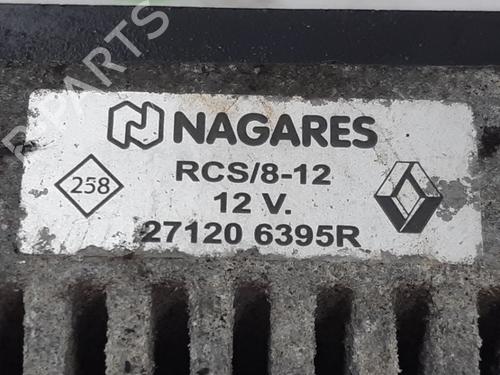 NAGARES
RCS/8-12
258
12 V.
27120 6395R